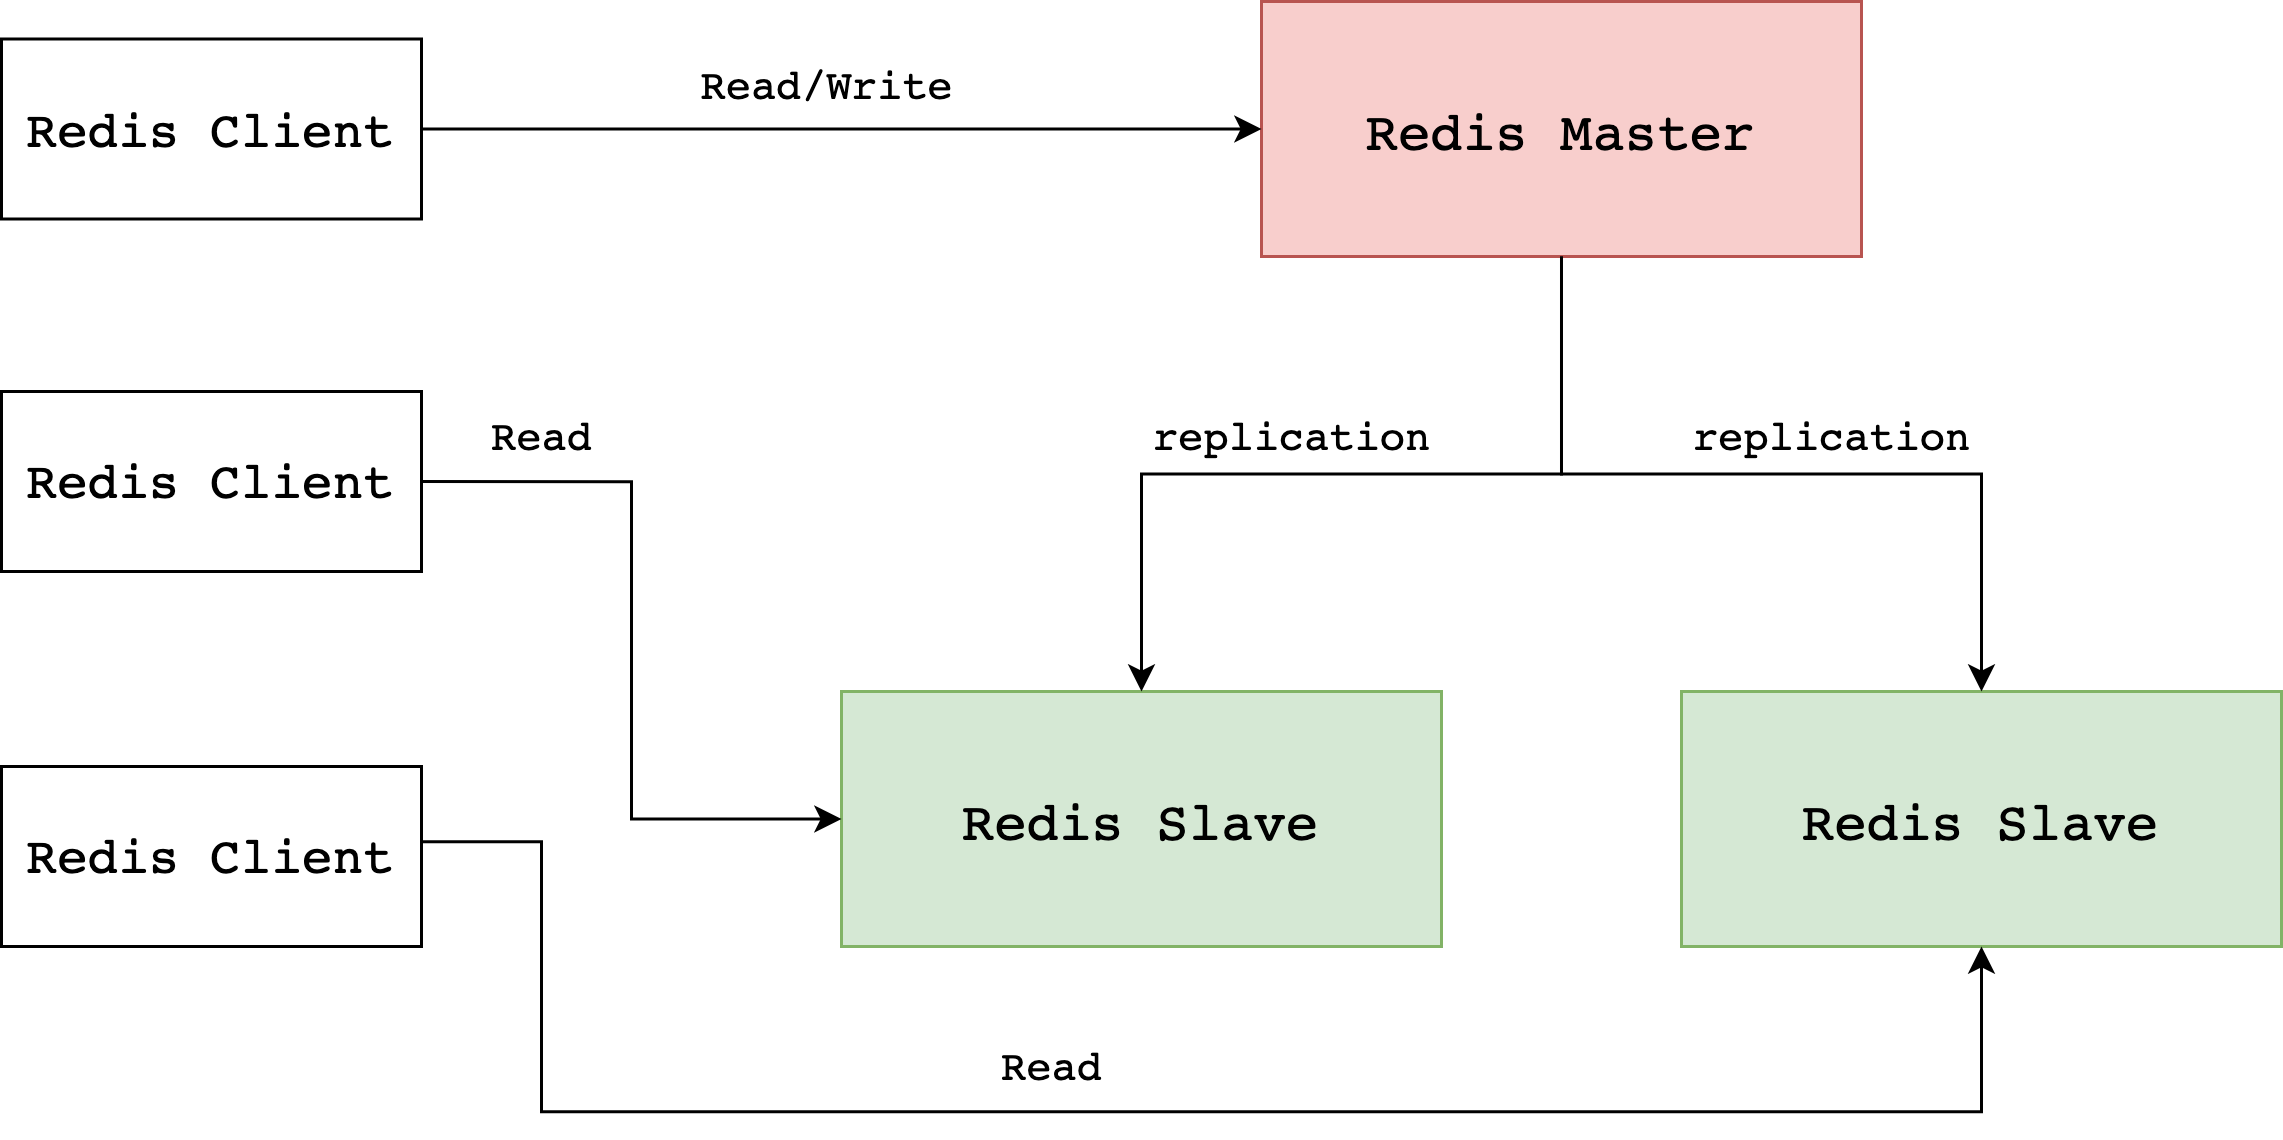 Redis Client
Read/Write
Redis Master
Redis Client
Read
replication
replication
Redis Client
Redis Slave
Redis Slave
Read